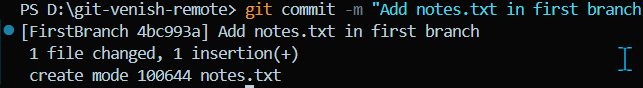 PS D:\git-venish-remote> git commit -m "Add notes.txt in first branch
[FirstBranch 4bc993a] Add notes.txt in first branch
1 file changed, 1 insertion(+)
create mode 100644 notes.txt